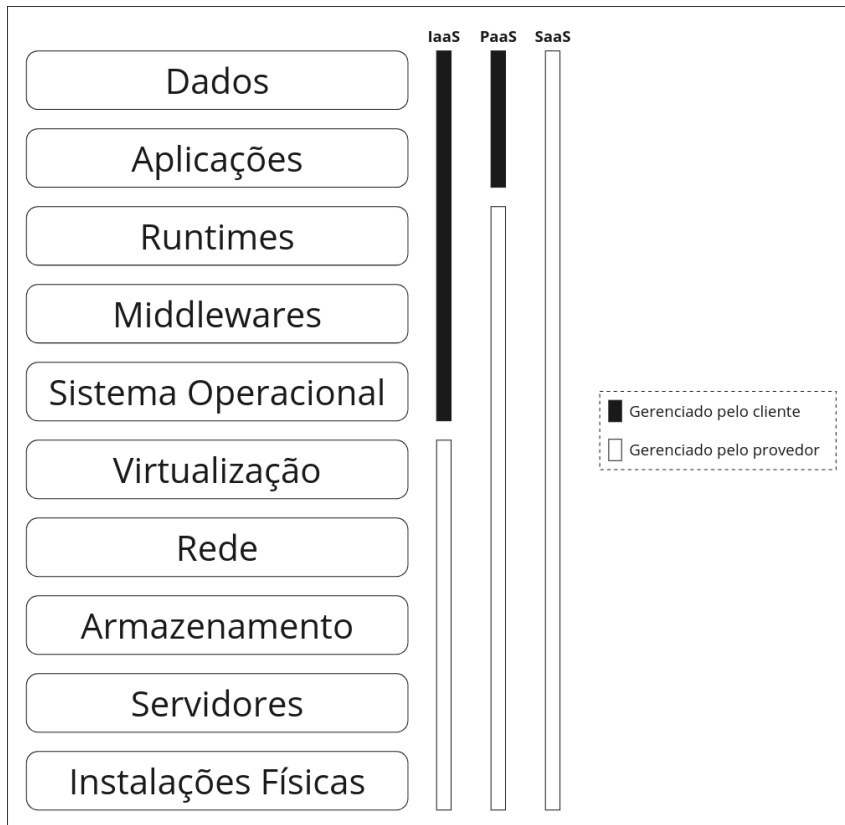 IaaS PaaS SaaS
Dados
Aplicações
Runtimes
Middlewares
Sistema Operacional
Virtualização
Rede
Armazenamento
Servidores
Instalações Físicas
Gerenciado pelo cliente
Gerenciado pelo provedor